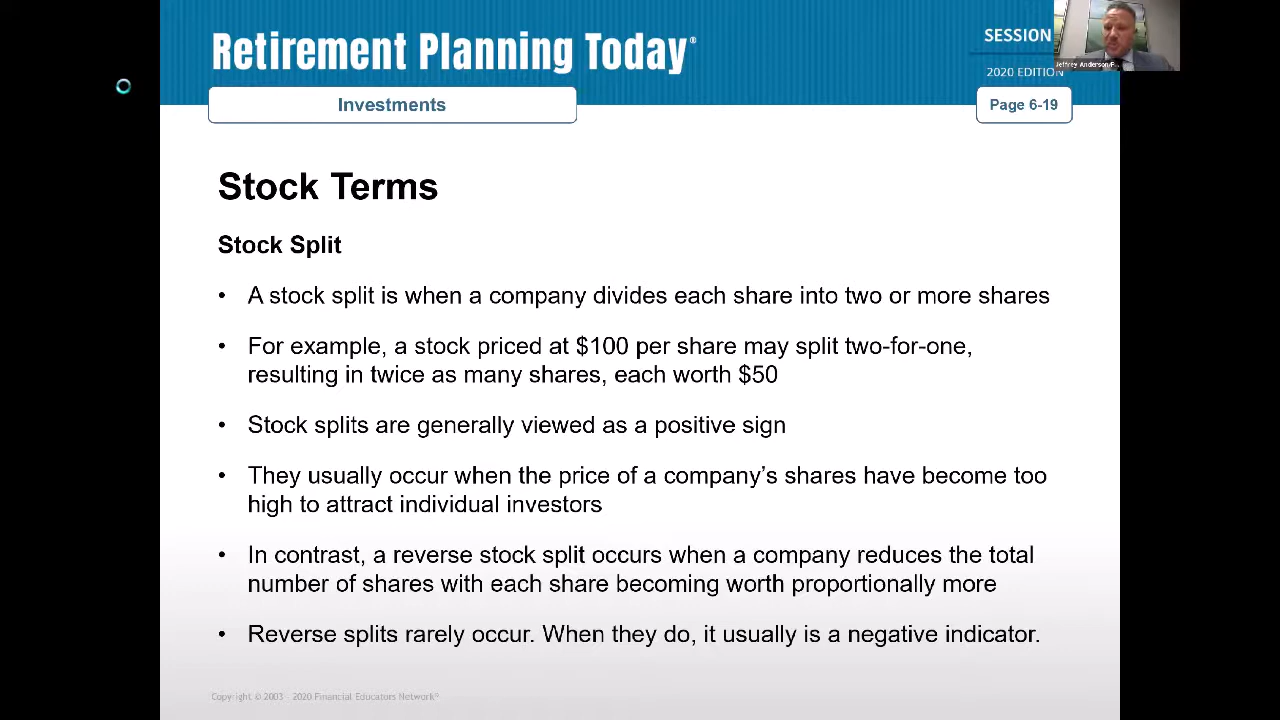 Retirement Planning Today®
SESSION
2020 EDITION
Jeffrey Anderson/F...
Investments
Page 6-19
Stock Terms
Stock Split
• A stock split is when a company divides each share into two or more shares
• For example, a stock priced at $100 per share may split two-for-one,
resulting in twice as many shares, each worth $50
• Stock splits are generally viewed as a positive sign
• They usually occur when the price of a company’s shares have become too
high to attract individual investors
• In contrast, a reverse stock split occurs when a company reduces the total
number of shares with each share becoming worth proportionally more
• Reverse splits rarely occur. When they do, it usually is a negative indicator.
Copyright © 2003 - 2020 Financial Educators Network®